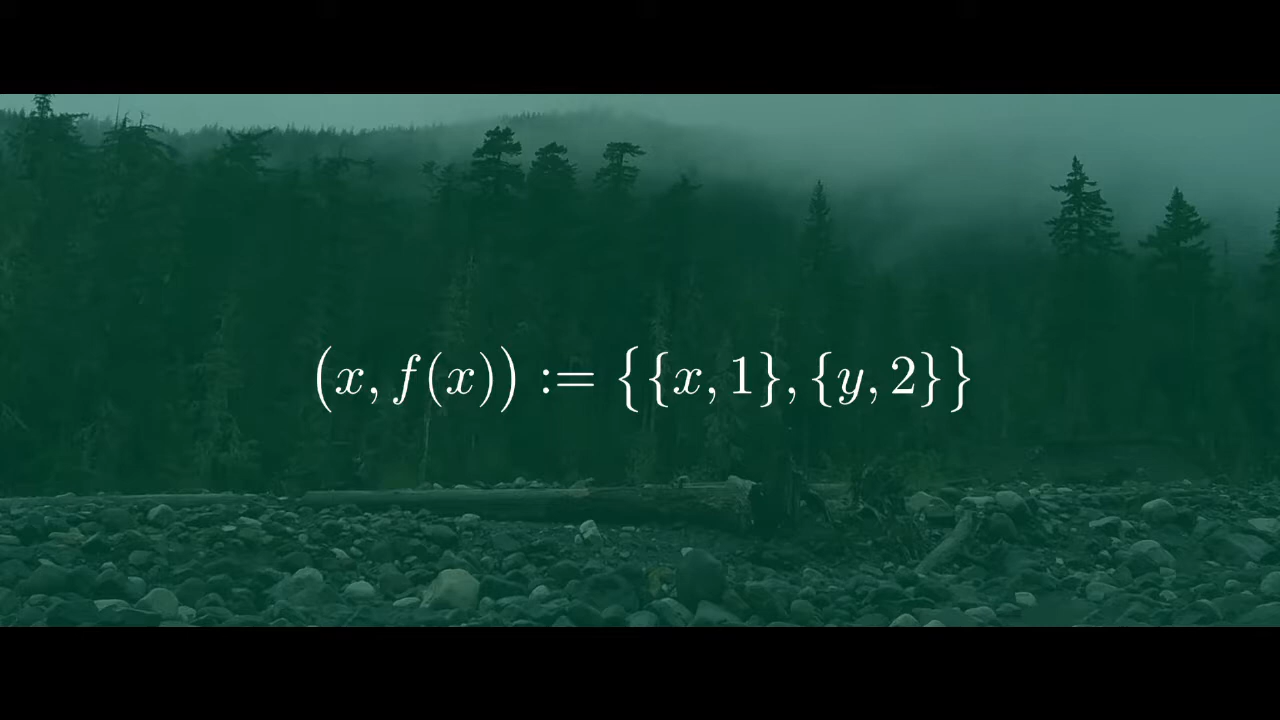 (x, f(x)) := {{x, 1}, {y, 2}}